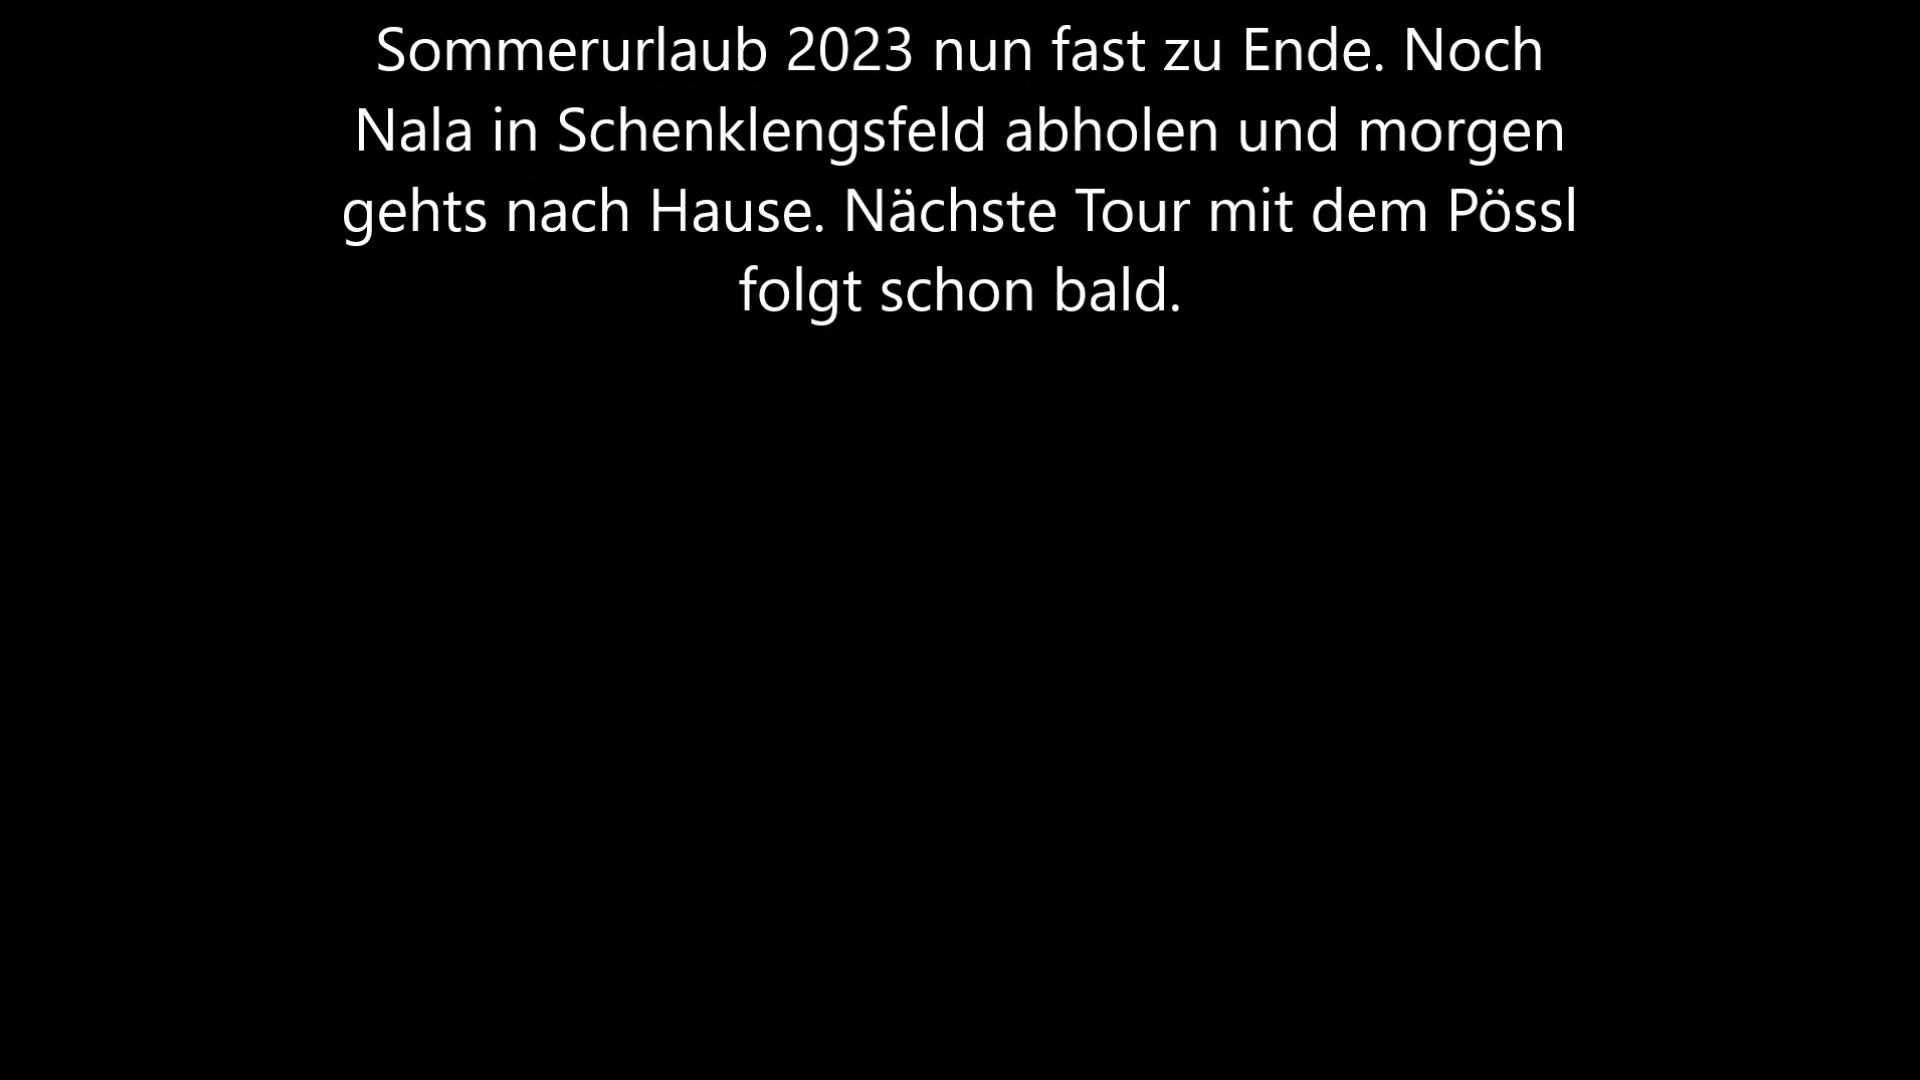 Sommerurlaub 2023 nun fast zu Ende. Noch
Nala in Schenklengsfeld abholen und morgen
gehts nach Hause. Nächste Tour mit dem Pössl
folgt schon bald.